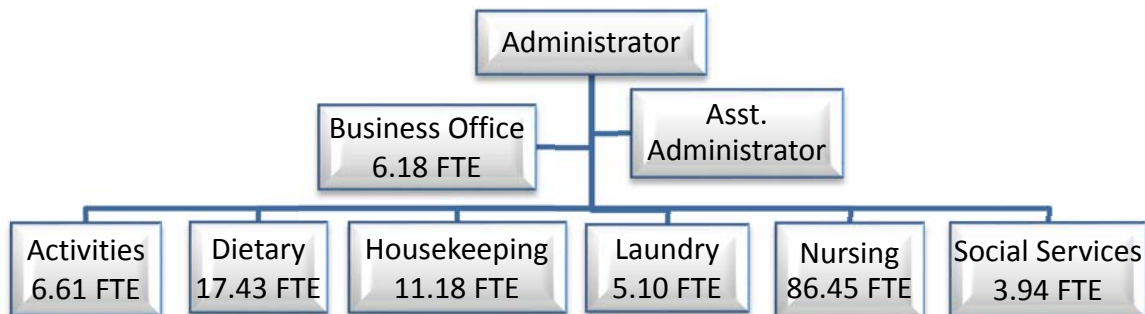 Administrator
Business Office
6.18 FTE
Asst.
Administrator
Activities
6.61 FTE
Dietary
17.43 FTE
Housekeeping
11.18 FTE
Laundry
5.10 FTE
Nursing
86.45 FTE
Social Services
3.94 FTE